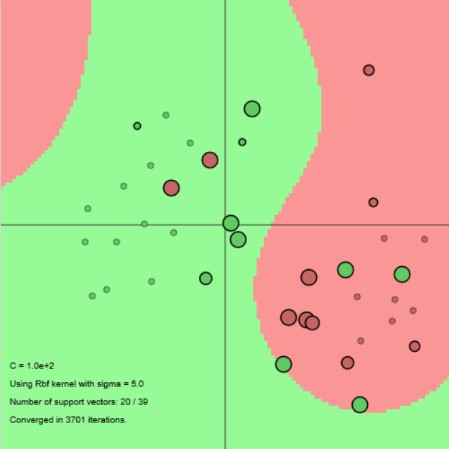 C = 1.0e+2
Using Rbf kernel with sigma = 5.0
Number of support vectors: 20 / 39
Converged in 3701 iterations.